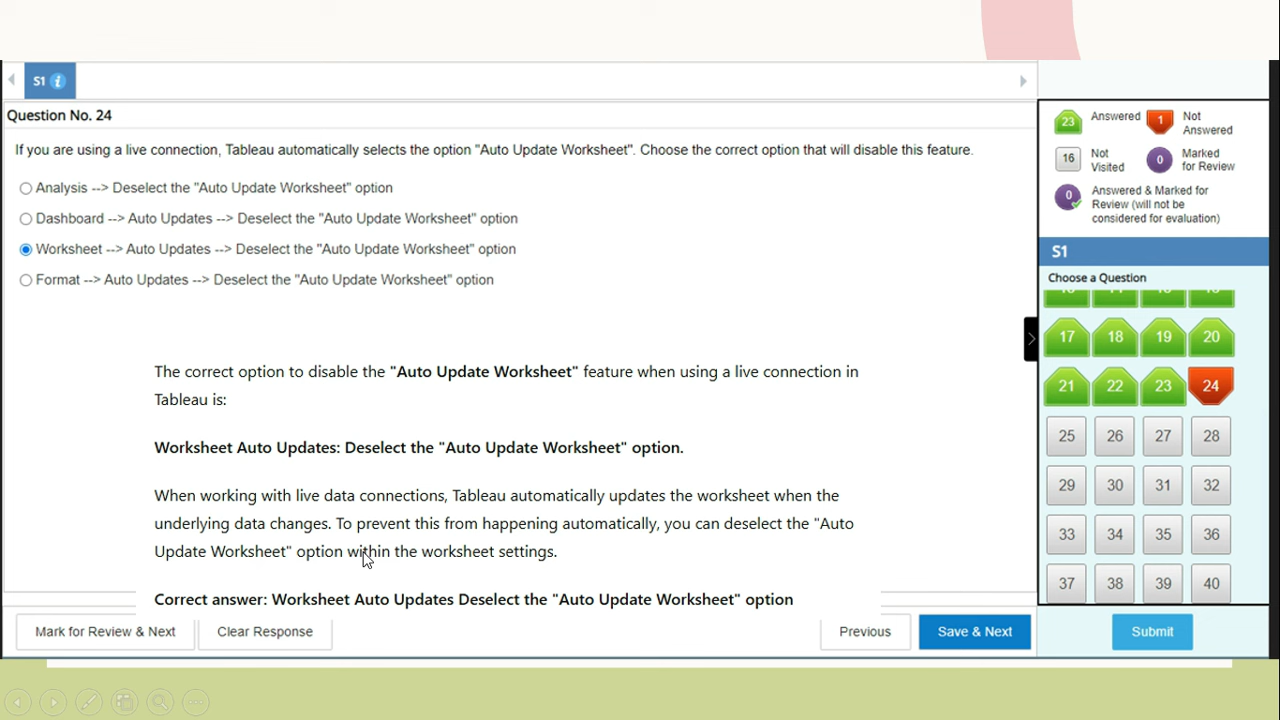 S1 i
Question No. 24
If you are using a live connection, Tableau automatically selects the option "Auto Update Worksheet". Choose the correct option that will disable this feature.
Analysis --> Deselect the "Auto Update Worksheet" option
Dashboard --> Auto Updates --> Deselect the "Auto Update Worksheet" option
Worksheet --> Auto Updates --> Deselect the "Auto Update Worksheet" option
Format --> Auto Updates --> Deselect the "Auto Update Worksheet" option
The correct option to disable the "Auto Update Worksheet" feature when using a live connection in
Tableau is:
Worksheet Auto Updates: Deselect the "Auto Update Worksheet" option.
When working with live data connections, Tableau automatically updates the worksheet when the
underlying data changes. To prevent this from happening automatically, you can deselect the "Auto
Update Worksheet" option within the worksheet settings.
Correct answer: Worksheet Auto Updates Deselect the "Auto Update Worksheet" option
Mark for Review & Next
Clear Response
Previous
Save & Next
23 Answered
1 Not
Answered
16 Not
Visited
0 Marked
for Review
0 Answered & Marked for
Review (will not be
considered for evaluation)
S1
Choose a Question
17 18 19 20
21 22 23 24
25 26 27 28
29 30 31 32
33 34 35 36
37 38 39 40
Submit